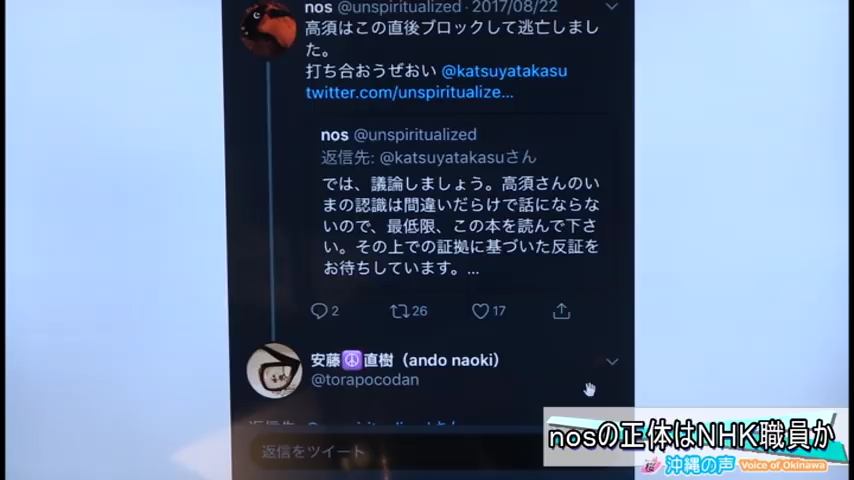 nos @unspiritualized · 2017/08/22
高須はこの直後ブロックして逃亡しまし
た。
打ち合おうぜおい @katsuyatakasu
twitter.com/unspiritualize...
nos @unspiritualized
返信先: @katsuyatakasuさん
では、議論しましょう。高須さんのい
まの認識は間違いだらけで話にならな
いので、最低限、この本を読んで下さ
い。その上での証拠に基づいた反証を
お待ちしています。...
2 26 17
安藤☮直樹（ando naoki）
@torapocodan
返信をツイート
nosの正体はNHK職員か
沖縄の声 Voice of Okinawa